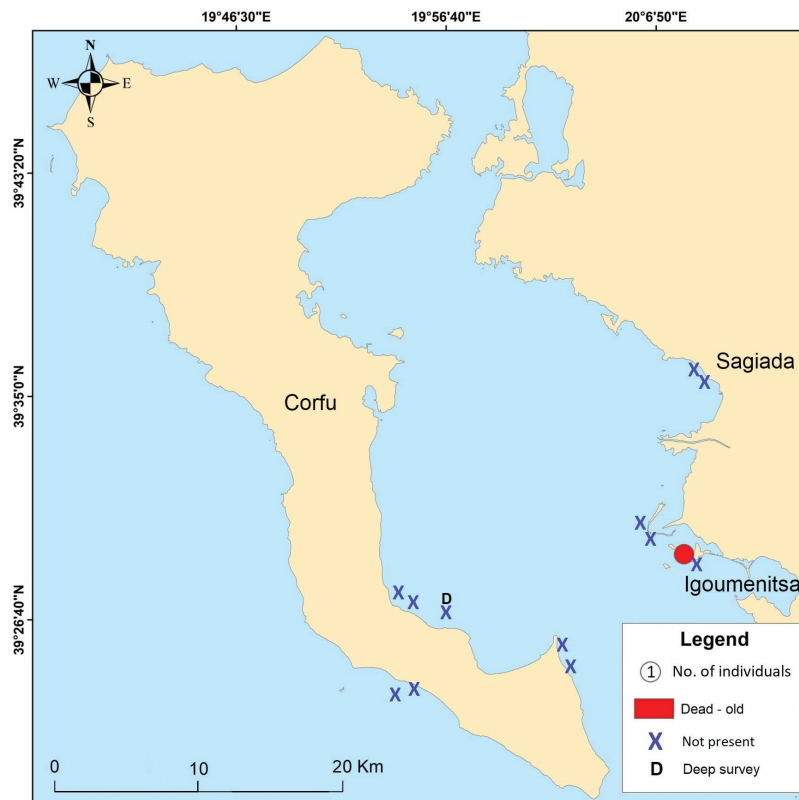 19°46'30"E 19°56'40"E 20°6'50"E
N
W E
S
39°43'20"N
Sagiada
X
X
39°35'0"N
Corfu
X
X
X
Igoumenitsa
X
X
D
X
39°26'40"N
X
X
X
X
Legend
1 No. of individuals
Dead - old
X Not present
D Deep survey
0 10 20 Km